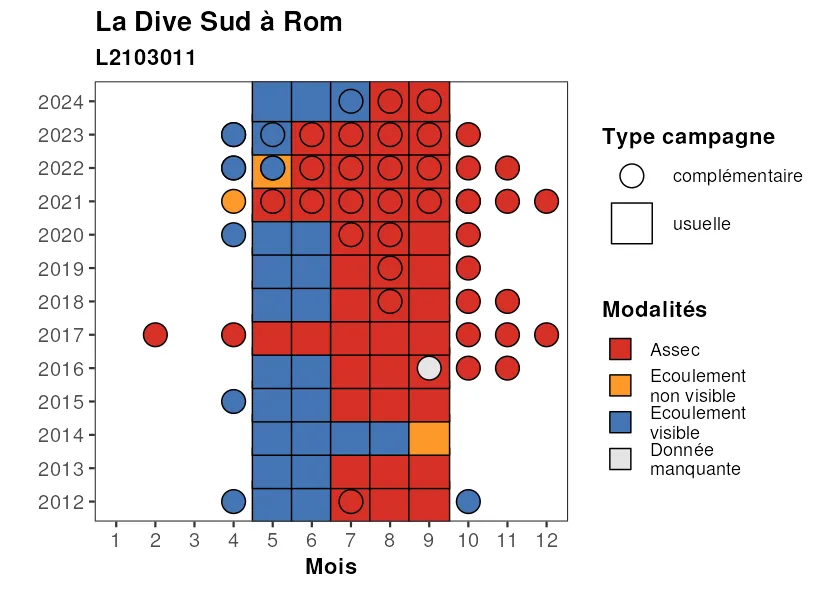 La Dive Sud à Rom
L2103011
2024
2023
2022
2021
2020
2019
2018
2017
2016
2015
2014
2013
2012
1 2 3 4 5 6 7 8 9 10 11 12
Mois
Type campagne
complémentaire
usuelle
Modalités
Assec
Ecoulement
non visible
Ecoulement
visible
Donnée
manquante